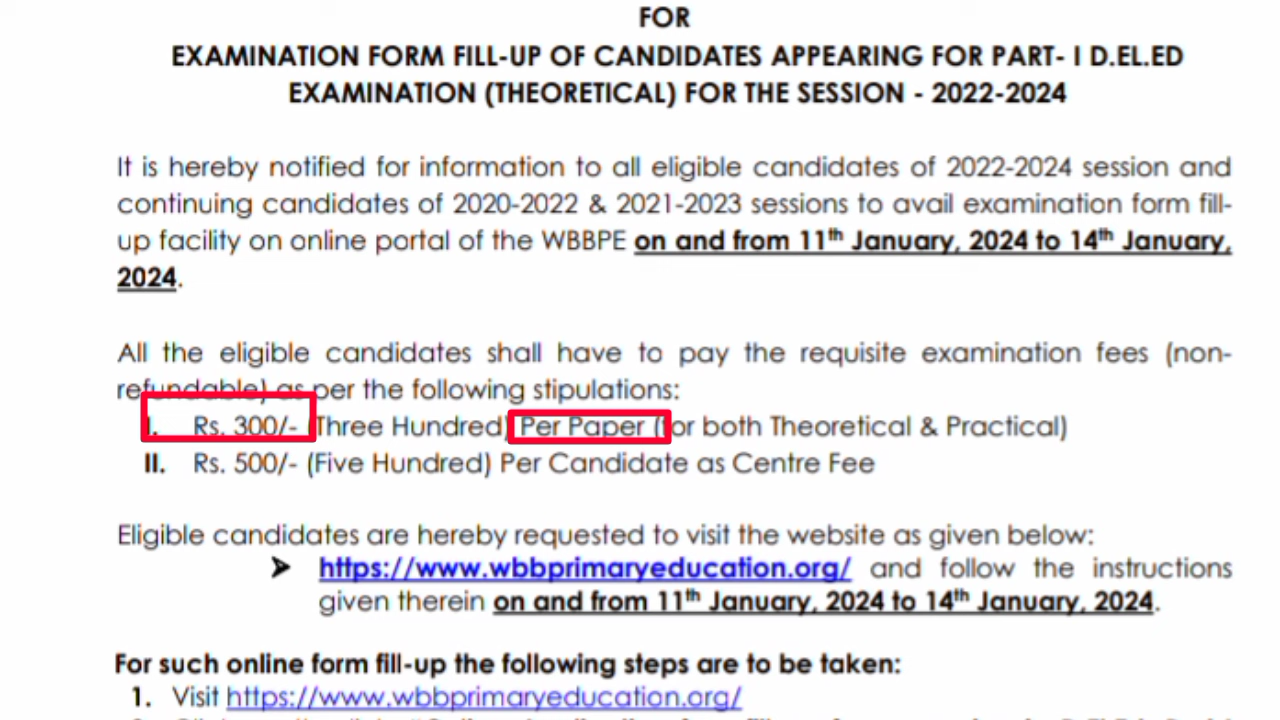 FOR
EXAMINATION FORM FILL-UP OF CANDIDATES APPEARING FOR PART- I D.EL.ED
EXAMINATION (THEORETICAL) FOR THE SESSION - 2022-2024
It is hereby notified for information to all eligible candidates of 2022-2024 session and
continuing candidates of 2020-2022 & 2021-2023 sessions to avail examination form fill-
up facility on online portal of the WBBPE on and from 11th January, 2024 to 14th January,
2024.
All the eligible candidates shall have to pay the requisite examination fees (non-
refundable) as per the following stipulations:
I. Rs. 300/- (Three Hundred) Per Paper (for both Theoretical & Practical)
II. Rs. 500/- (Five Hundred) Per Candidate as Centre Fee
Eligible candidates are hereby requested to visit the website as given below:
➤ https://www.wbbprimaryeducation.org/ and follow the instructions
given therein on and from 11th January, 2024 to 14th January, 2024.
For such online form fill-up the following steps are to be taken:
1. Visit https://www.wbbprimaryeducation.org/